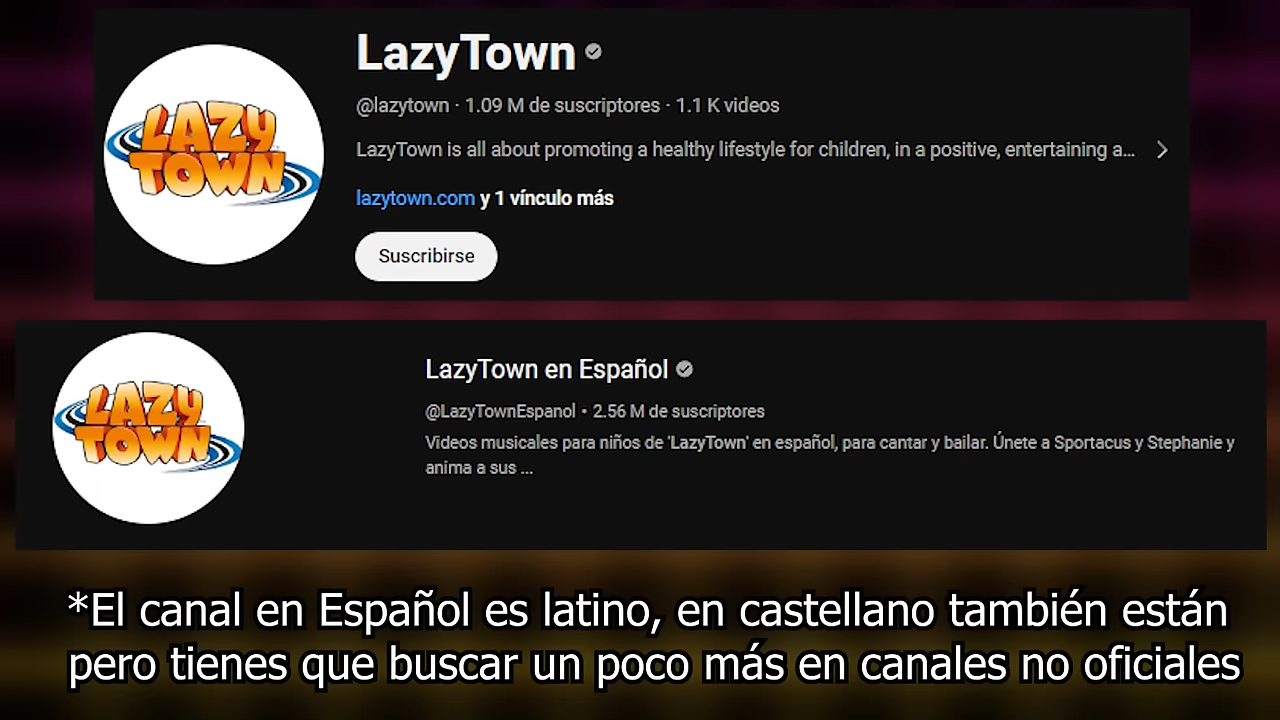 LAZY
TOWN
LazyTown
@lazytown · 1.09 M de suscriptores · 1.1 K videos
LazyTown is all about promoting a healthy lifestyle for children, in a positive, entertaining a...
lazytown.com y 1 vínculo más
Suscribirse
LAZY
TOWN
LazyTown en Español
@LazyTownEspanol • 2.56 M de suscriptores
Videos musicales para niños de 'LazyTown' en español, para cantar y bailar. Únete a Sportacus y Stephanie y
anima a sus ...
*El canal en Español es latino, en castellano también están
pero tienes que buscar un poco más en canales no oficiales